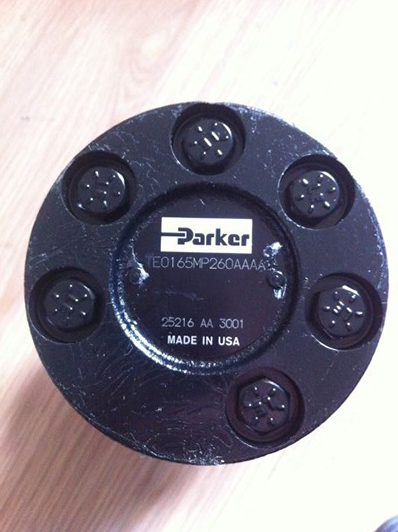 Parker
TE0165MP260AAAA
25216 AA 3001
MADE IN USA